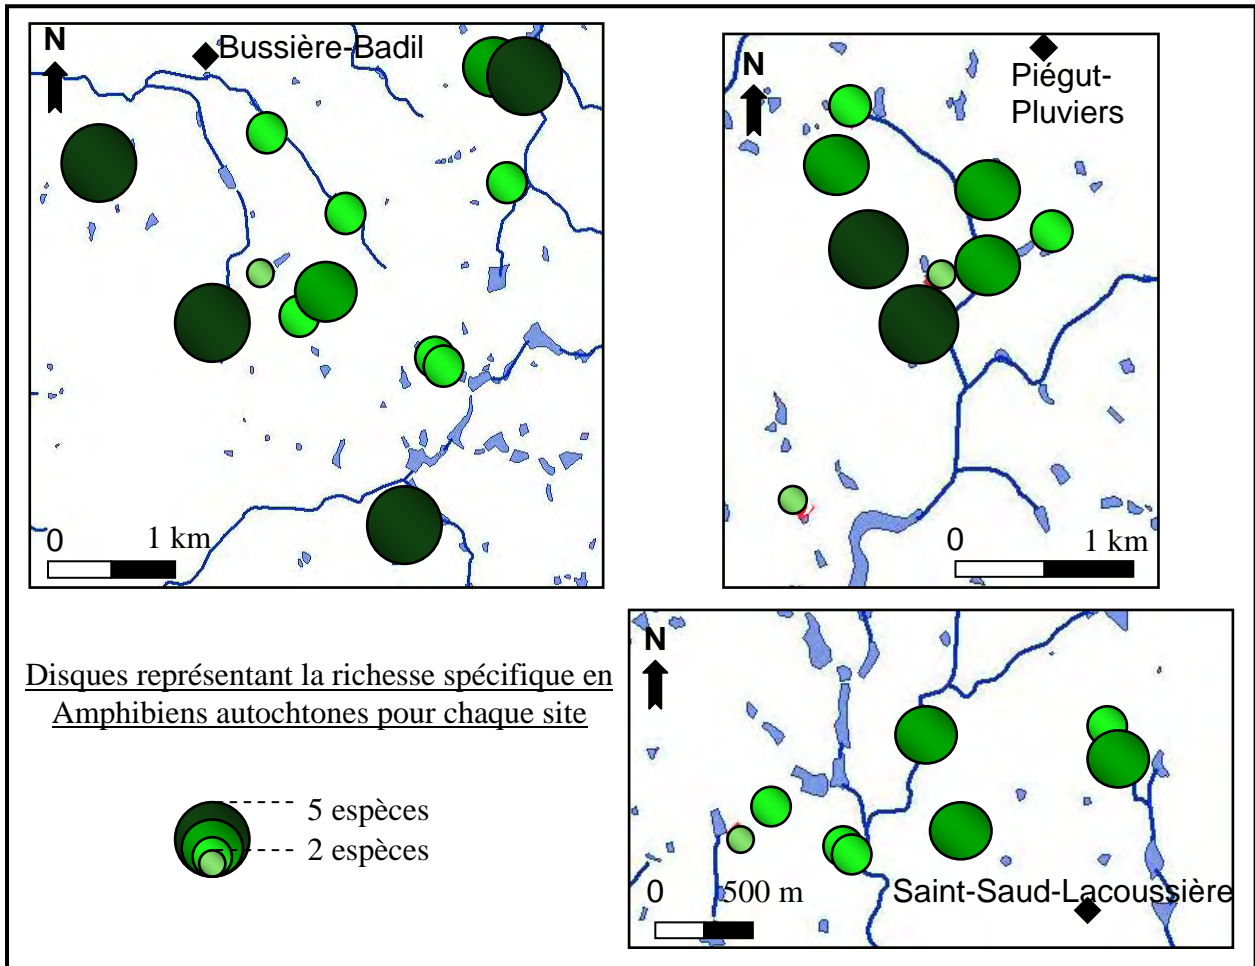 N
Bussière-Badil
0
1 km
N
Piégut-
Pluviers
0
1 km
Disques représentant la richesse spécifique en
Amphibiens autochtones pour chaque site
5 espèces
2 espèces
N
0
500 m
Saint-Saud-Lacoussière